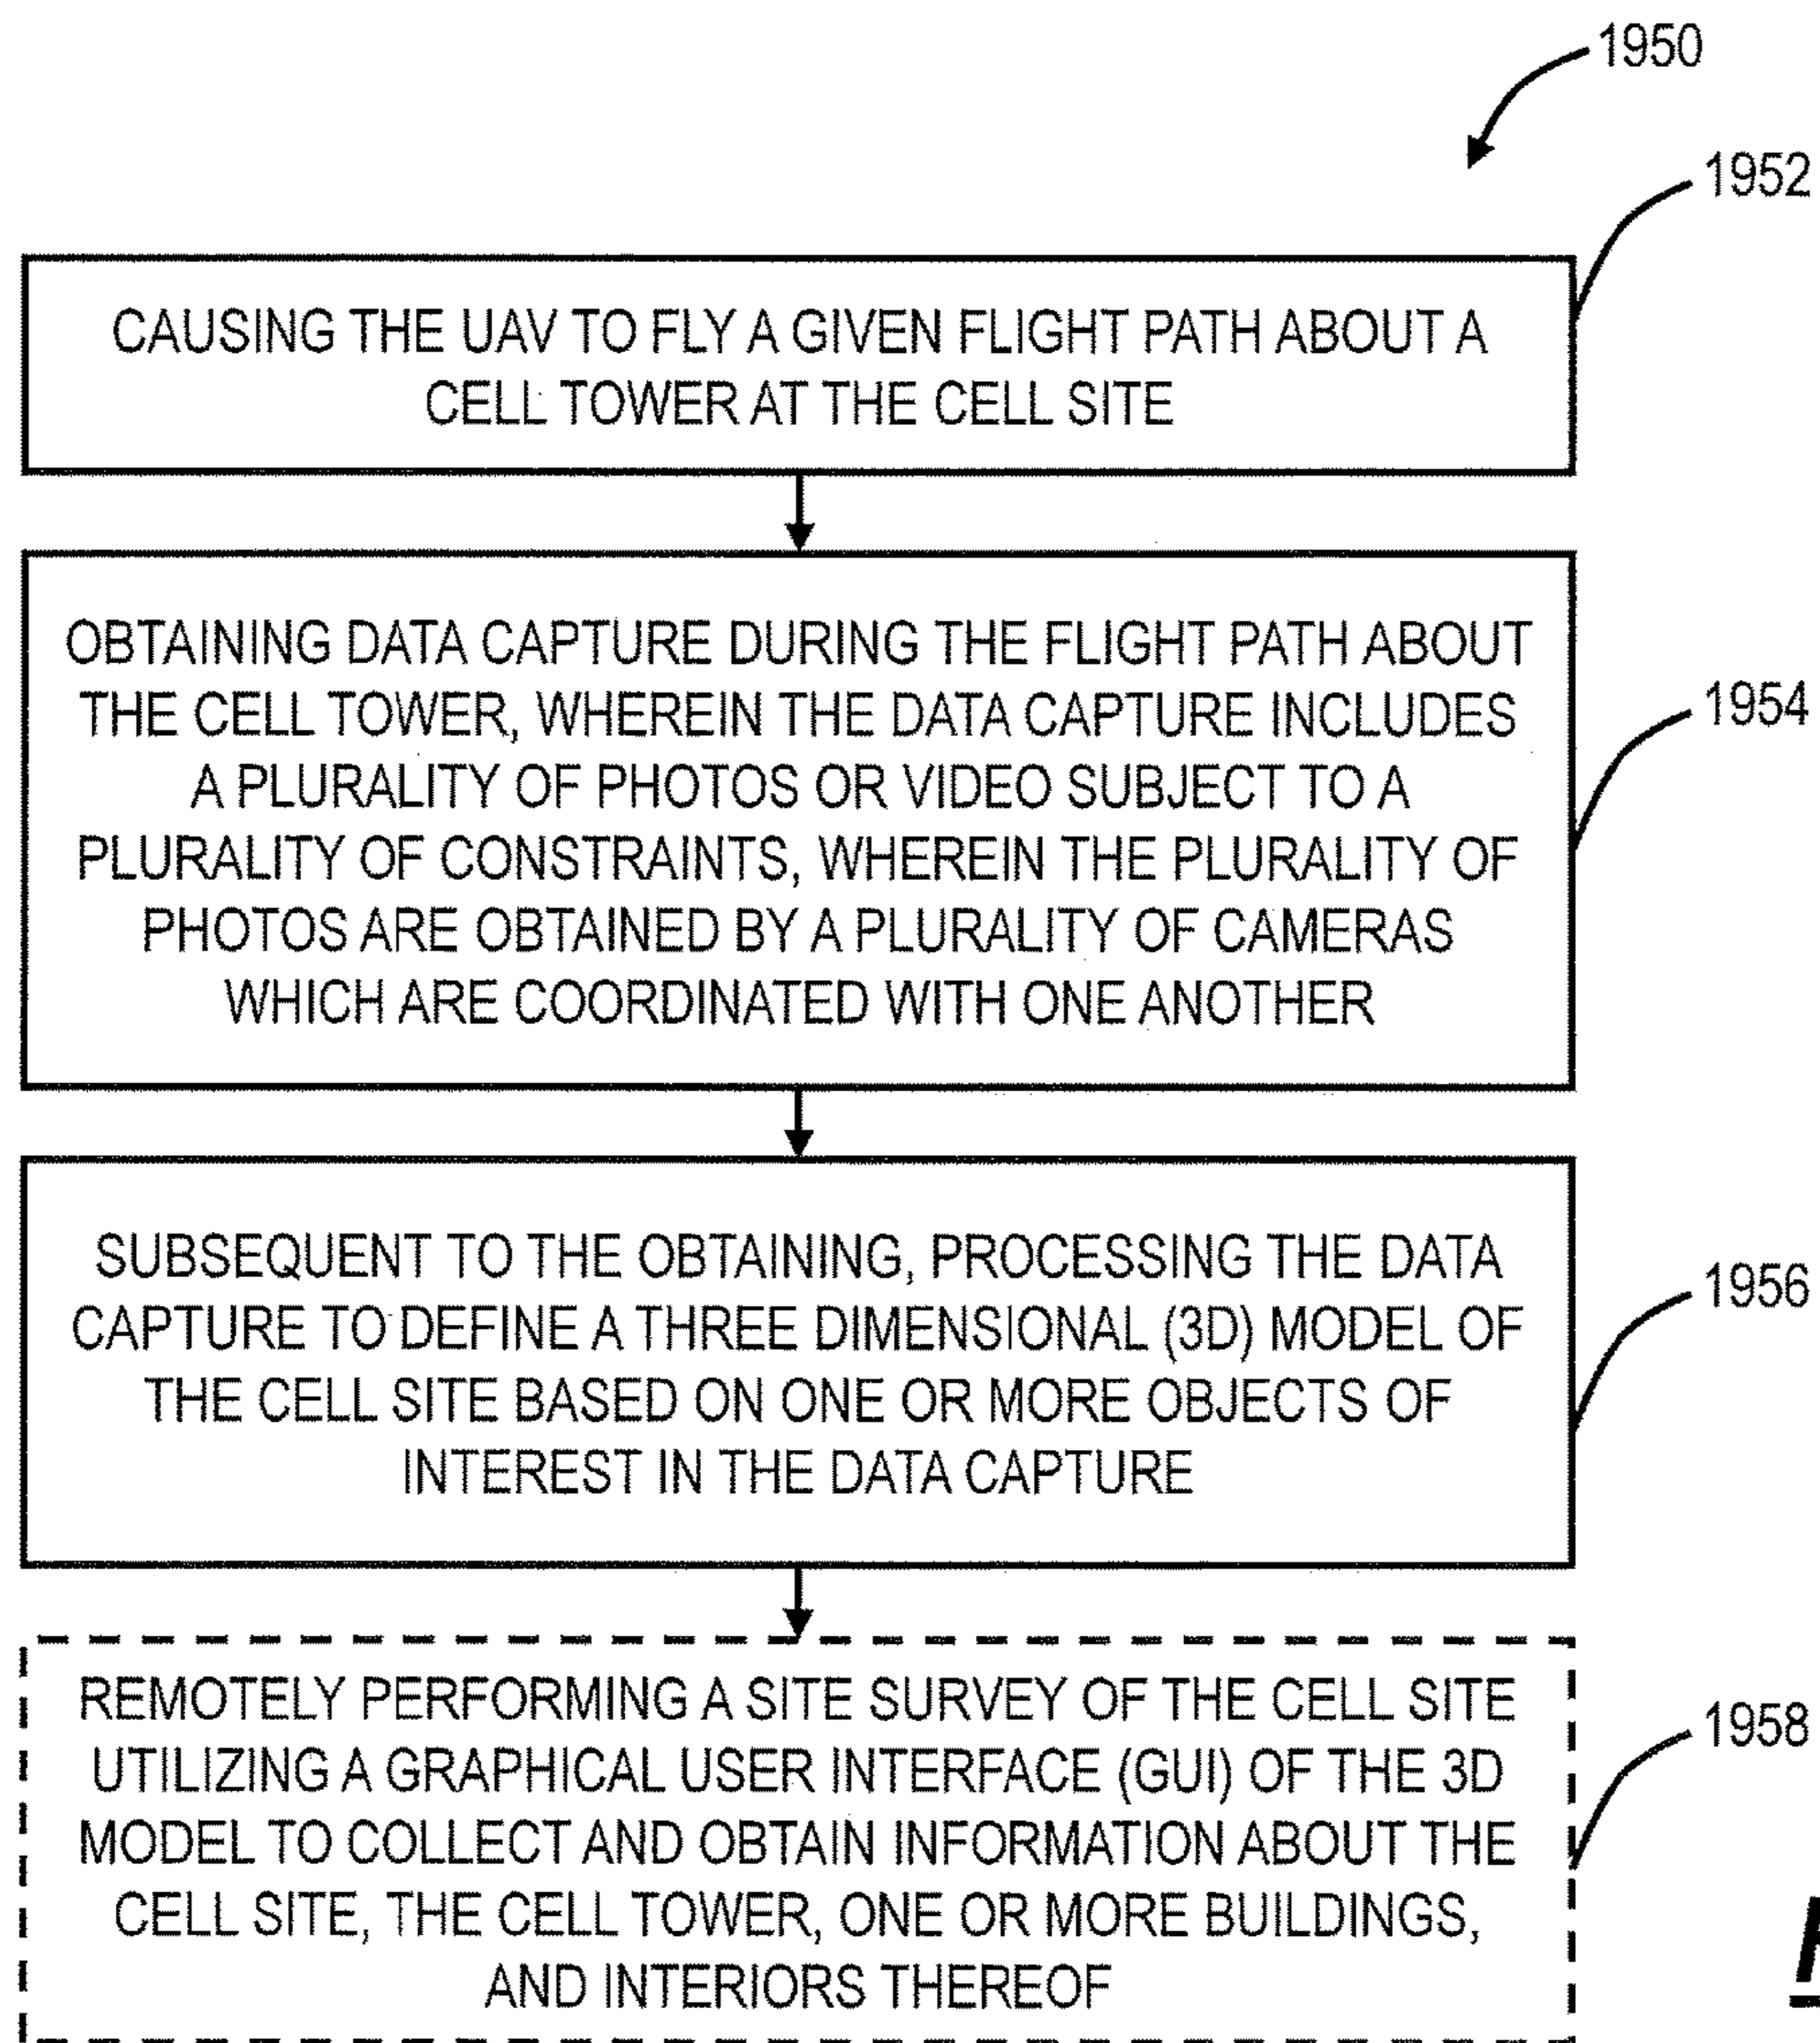 1950
1952
CAUSING THE UAV TO FLY A GIVEN FLIGHT PATH ABOUT A
CELL TOWER AT THE CELL SITE
OBTAINING DATA CAPTURE DURING THE FLIGHT PATH ABOUT
THE CELL TOWER, WHEREIN THE DATA CAPTURE INCLUDES
A PLURALITY OF PHOTOS OR VIDEO SUBJECT TO A
PLURALITY OF CONSTRAINTS, WHEREIN THE PLURALITY OF
PHOTOS ARE OBTAINED BY A PLURALITY OF CAMERAS
WHICH ARE COORDINATED WITH ONE ANOTHER
1954
SUBSEQUENT TO THE OBTAINING, PROCESSING THE DATA
CAPTURE TO DEFINE A THREE DIMENSIONAL (3D) MODEL OF
THE CELL SITE BASED ON ONE OR MORE OBJECTS OF
INTEREST IN THE DATA CAPTURE
1956
REMOTELY PERFORMING A SITE SURVEY OF THE CELL SITE
UTILIZING A GRAPHICAL USER INTERFACE (GUI) OF THE 3D
MODEL TO COLLECT AND OBTAIN INFORMATION ABOUT THE
CELL SITE, THE CELL TOWER, ONE OR MORE BUILDINGS,
AND INTERIORS THEREOF
1958